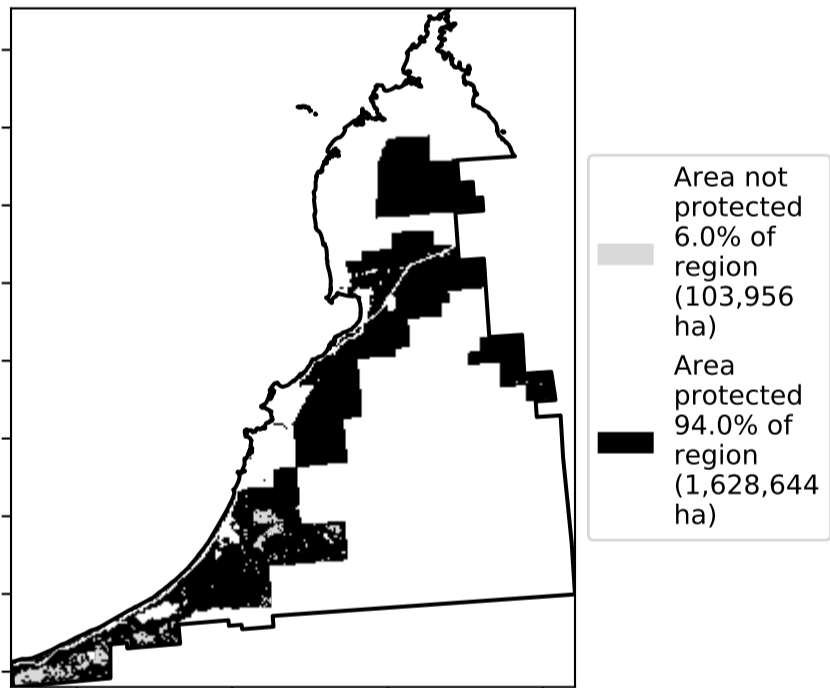 Area not
protected
6.0% of
region
(103,956
ha)
Area
protected
94.0% of
region
(1,628,644
ha)